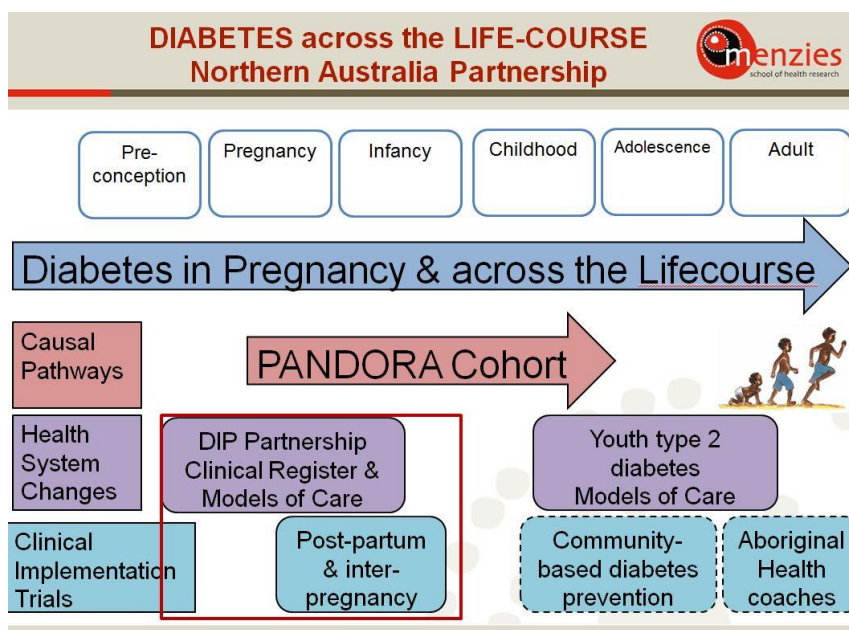 DIABETES across the LIFE-COURSE
Northern Australia Partnership
menzies
school of health research
Pre-
conception
Pregnancy
Infancy
Childhood
Adolescence
Adult
Diabetes in Pregnancy & across the Lifecourse
Causal
Pathways
PANDORA Cohort
Health
System
Changes
DIP Partnership
Clinical Register &
Models of Care
Youth type 2
diabetes
Models of Care
Clinical
Implementation
Trials
Post-partum
& inter-
pregnancy
Community-
based diabetes
prevention
Aboriginal
Health
coaches